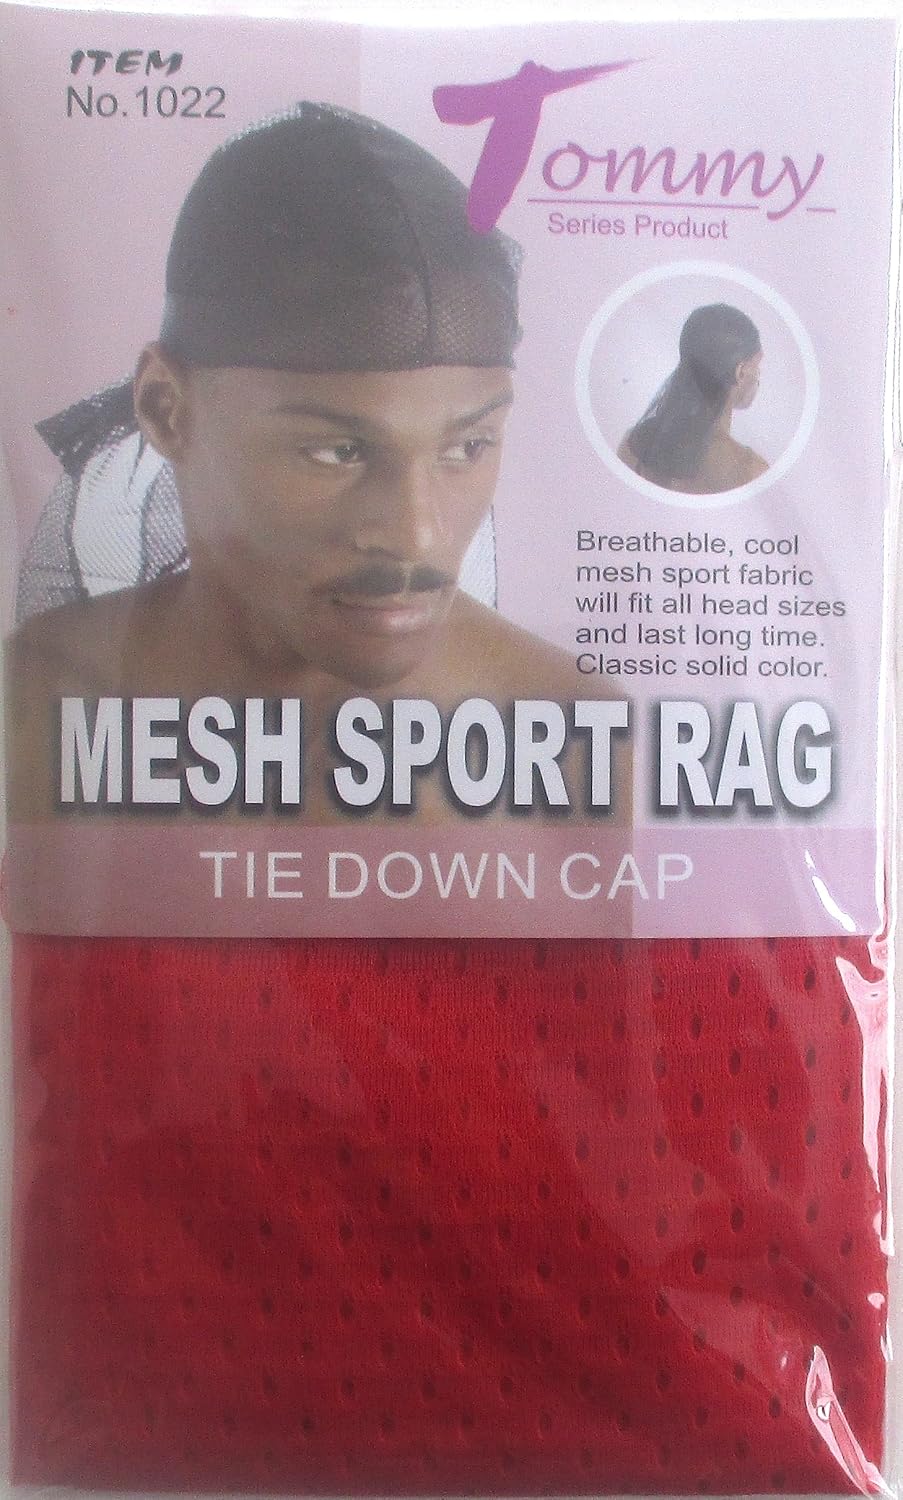 ITEM
No.1022
Tommy
Series Product
Breathable, cool
mesh sport fabric
will fit all head sizes
and last long time.
Classic solid color.
MESH SPORT RAG
TIE DOWN CAP